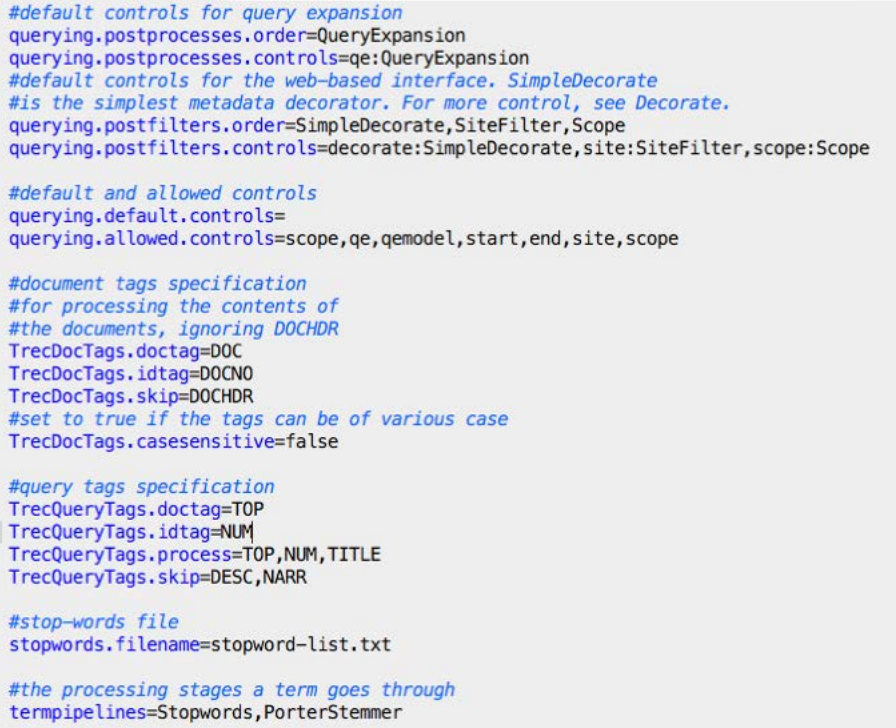 #default controls for query expansion
querying.postprocesses.order=QueryExpansion
querying.postprocesses.controls=qe:QueryExpansion
#default controls for the web-based interface. SimpleDecorate
#is the simplest metadata decorator. For more control, see Decorate.
querying.postfilters.order=SimpleDecorate,SiteFilter,Scope
querying.postfilters.controls=decorate:SimpleDecorate,site:SiteFilter,scope:Scope

#default and allowed controls
querying.default.controls=
querying.allowed.controls=scope,qe,qemodel,start,end,site,scope

#document tags specification
#for processing the contents of
#the documents, ignoring DOCHDR
TrecDocTags.doctag=DOC
TrecDocTags.idtag=DOCNO
TrecDocTags.skip=DOCHDR
#set to true if the tags can be of various case
TrecDocTags.casesensitive=false

#query tags specification
TrecQueryTags.doctag=TOP
TrecQueryTags.idtag=NUM
TrecQueryTags.process=TOP,NUM,TITLE
TrecQueryTags.skip=DESC,NARR

#stop-words file
stopwords.filename=stopword-list.txt

#the processing stages a term goes through
termpipelines=Stopwords,PorterStemmer